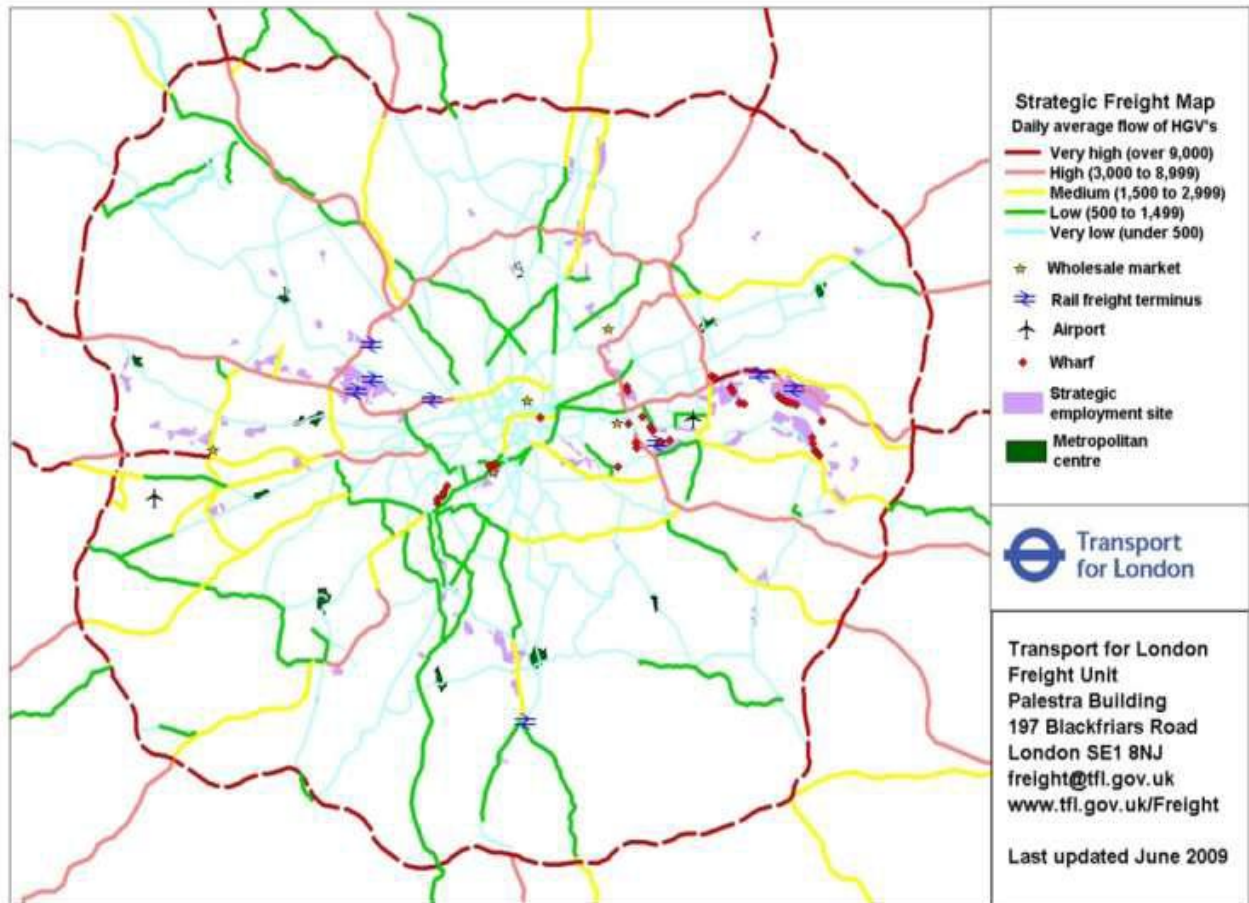 Strategic Freight Map
Daily average flow of HGV's
Very high (over 9,000)
High (3,000 to 8,999)
Medium (1,500 to 2,999)
Low (500 to 1,499)
Very low (under 500)
Wholesale market
Rail freight terminus
Airport
Wharf
Strategic
employment site
Metropolitan
centre
Transport
for London
Transport for London
Freight Unit
Palestra Building
197 Blackfriars Road
London SE1 8NJ
freight@tfl.gov.uk
www.tfl.gov.uk/Freight
Last updated June 2009